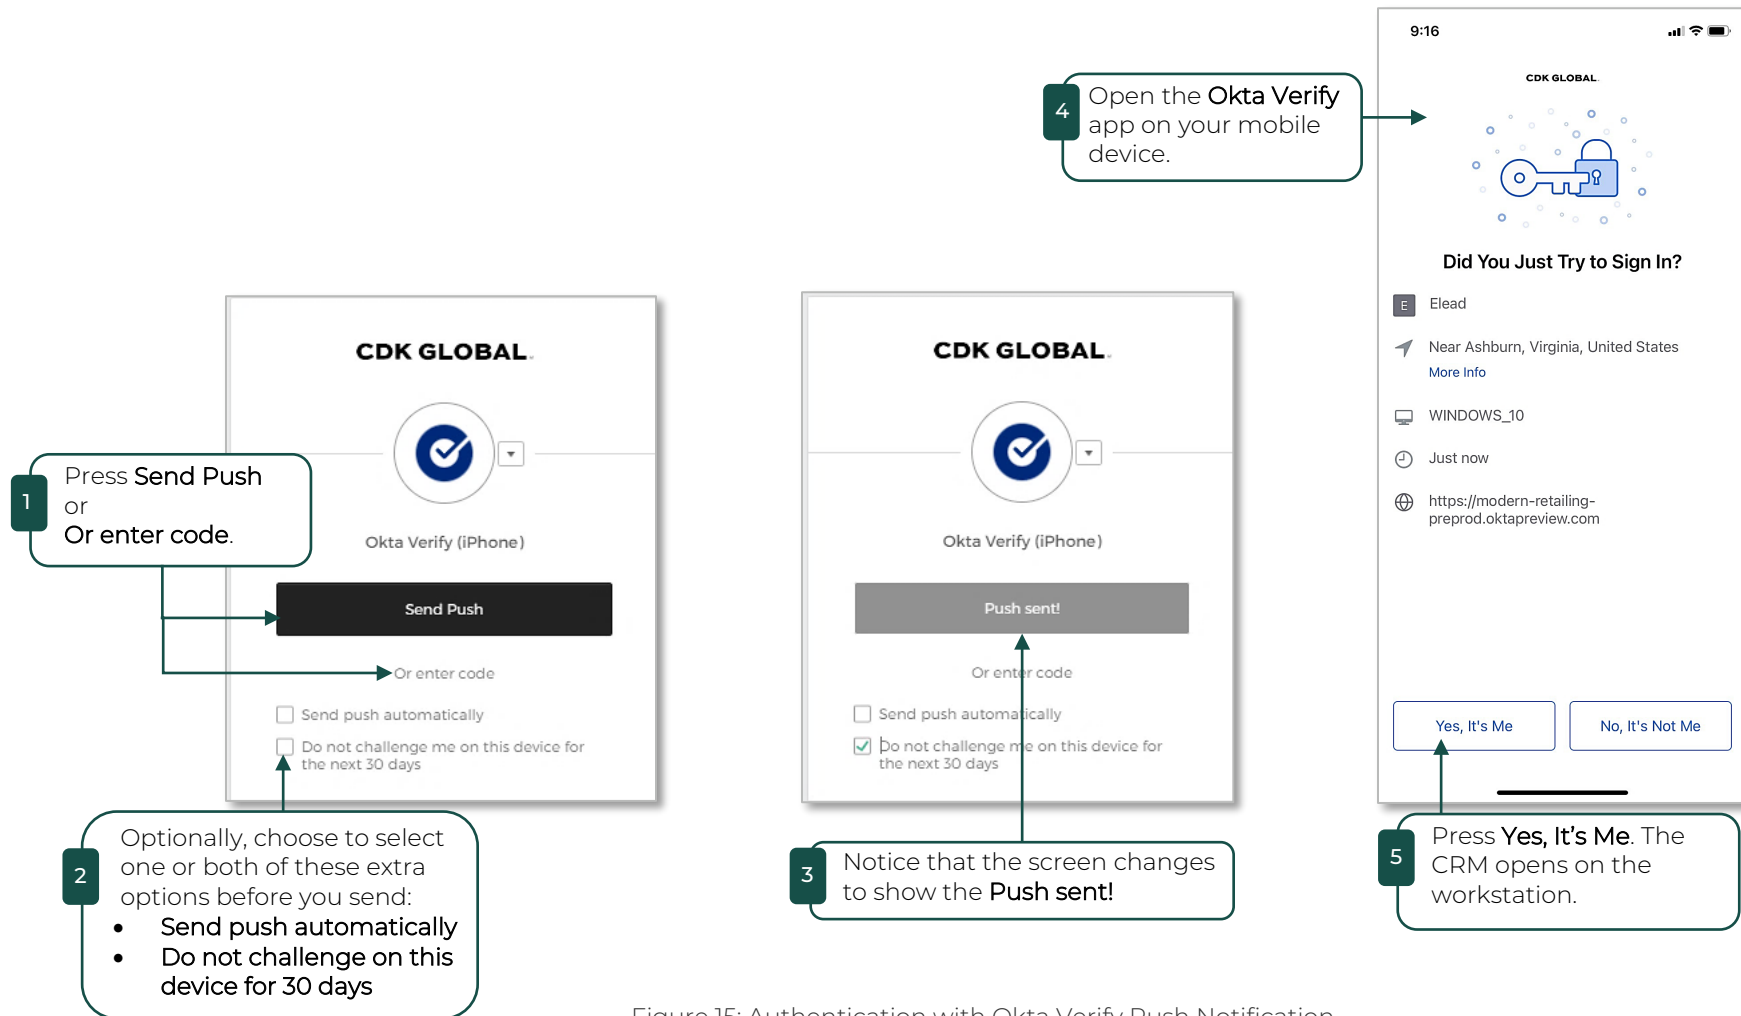 1
Press Send Push
or
Or enter code.
CDK GLOBAL.
Okta Verify (iPhone)
Send Push
Or enter code
Send push automatically
Do not challenge me on this device for
the next 30 days
2
Optionally, choose to select
one or both of these extra
options before you send:
• Send push automatically
• Do not challenge on this
device for 30 days
CDK GLOBAL.
Okta Verify (iPhone)
Push sent!
Or enter code
Send push automatically
Do not challenge me on this device for
the next 30 days
3
Notice that the screen changes
to show the Push sent!
4
Open the Okta Verify
app on your mobile
device.
9:16
CDK GLOBAL.
Did You Just Try to Sign In?
E Elead
Near Ashburn, Virginia, United States
More Info
WINDOWS_10
Just now
https://modern-retailing-
preprod.oktapreview.com
Yes, It's Me
No, It's Not Me
5
Press Yes, It’s Me. The
CRM opens on the
workstation.
Figure 15: Authentication with Okta Verify Push Notification